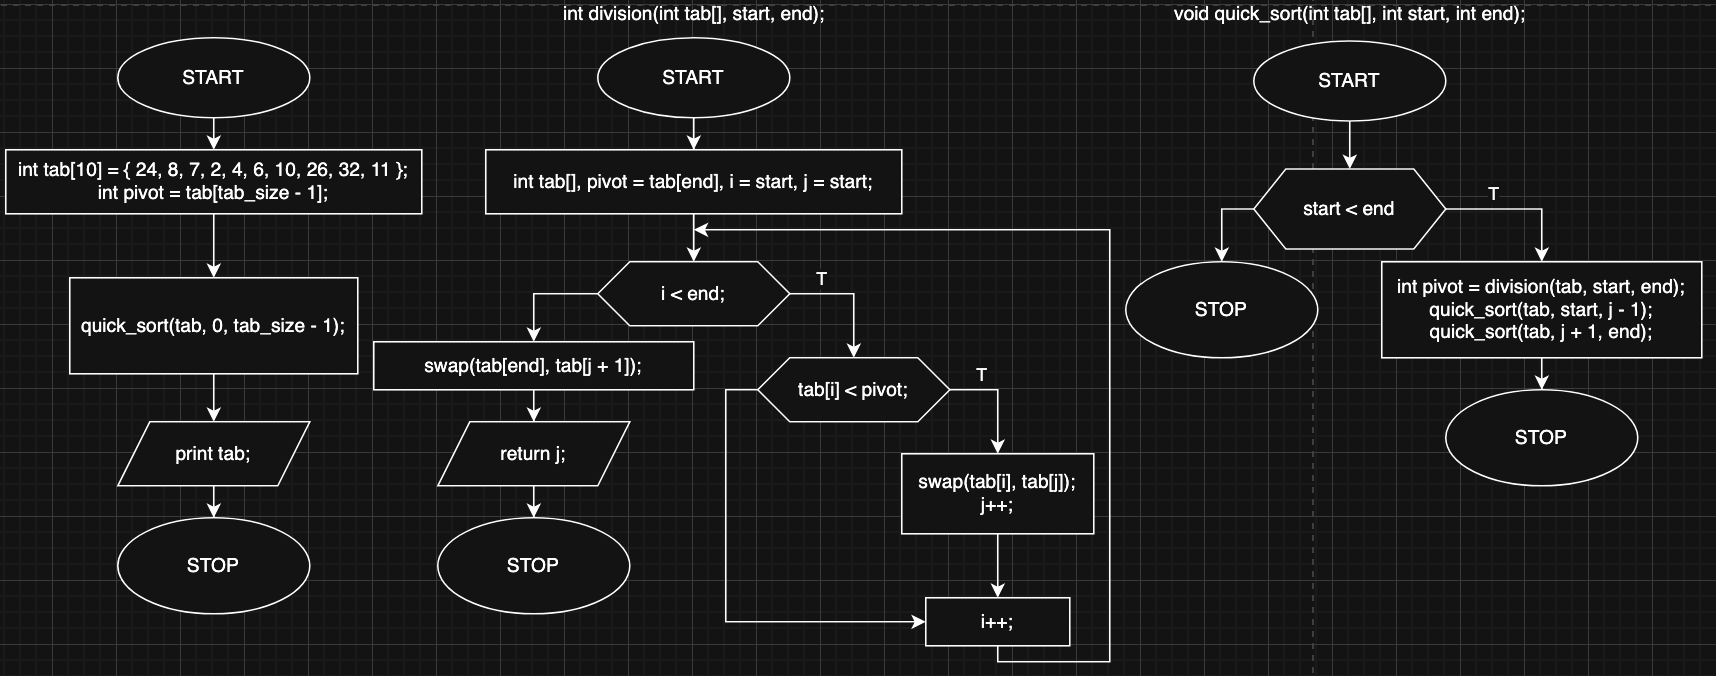 int division(int tab[], start, end);
void quick_sort(int tab[], int start, int end);
START
int tab[10] = { 24, 8, 7, 2, 4, 6, 10, 26, 32, 11 };
int pivot = tab[tab_size - 1];
quick_sort(tab, 0, tab_size - 1);
print tab;
STOP
START
int tab[], pivot = tab[end], i = start, j = start;
i < end;
T
swap(tab[end], tab[j + 1]);
return j;
STOP
tab[i] < pivot;
T
swap(tab[i], tab[j]);
j++;
i++;
START
start < end
T
STOP
int pivot = division(tab, start, end);
quick_sort(tab, start, j - 1);
quick_sort(tab, j + 1, end);
STOP